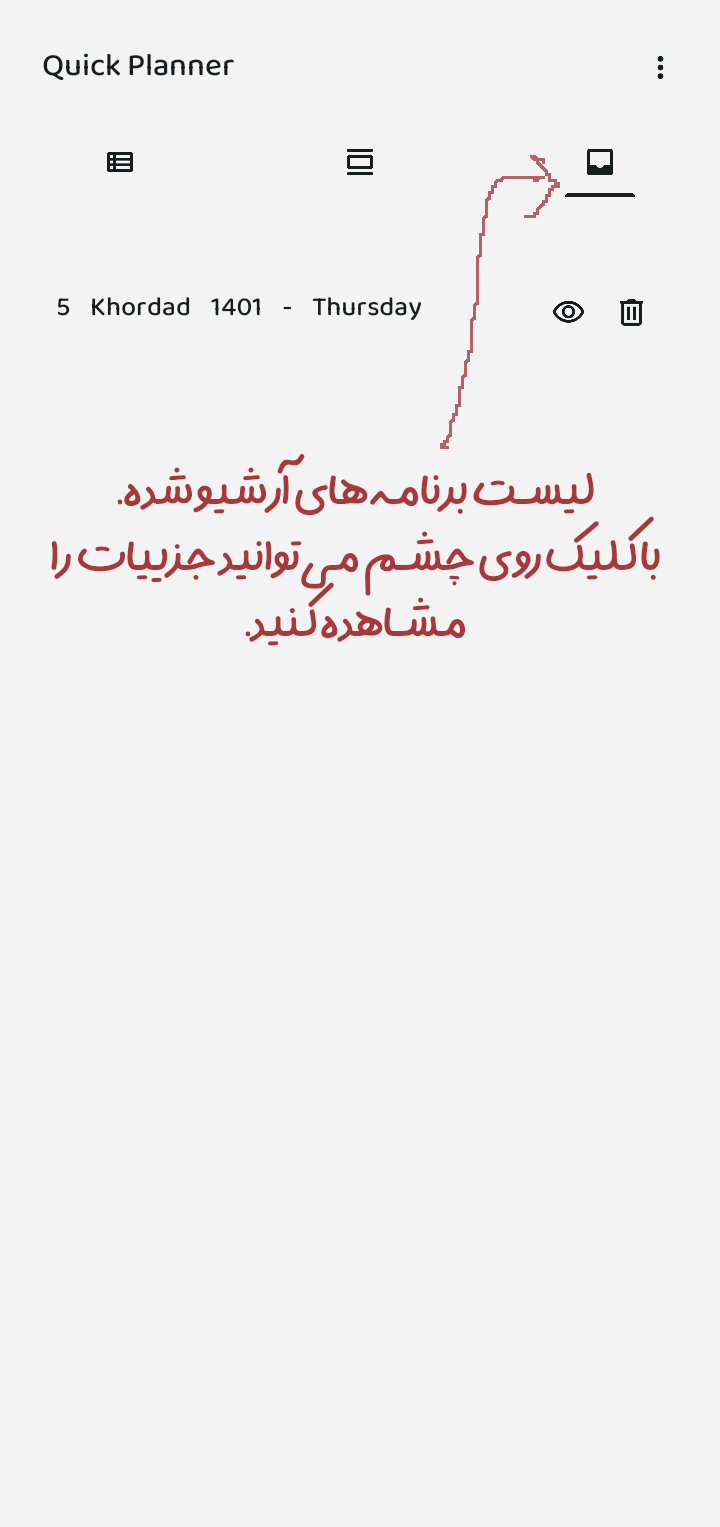 Quick Planner
5 Khordad 1401 - Thursday
لیست برنامه های آرشیو شده.
با کلیک روی چشم می توانید جزییات را
مشاهده کنید.